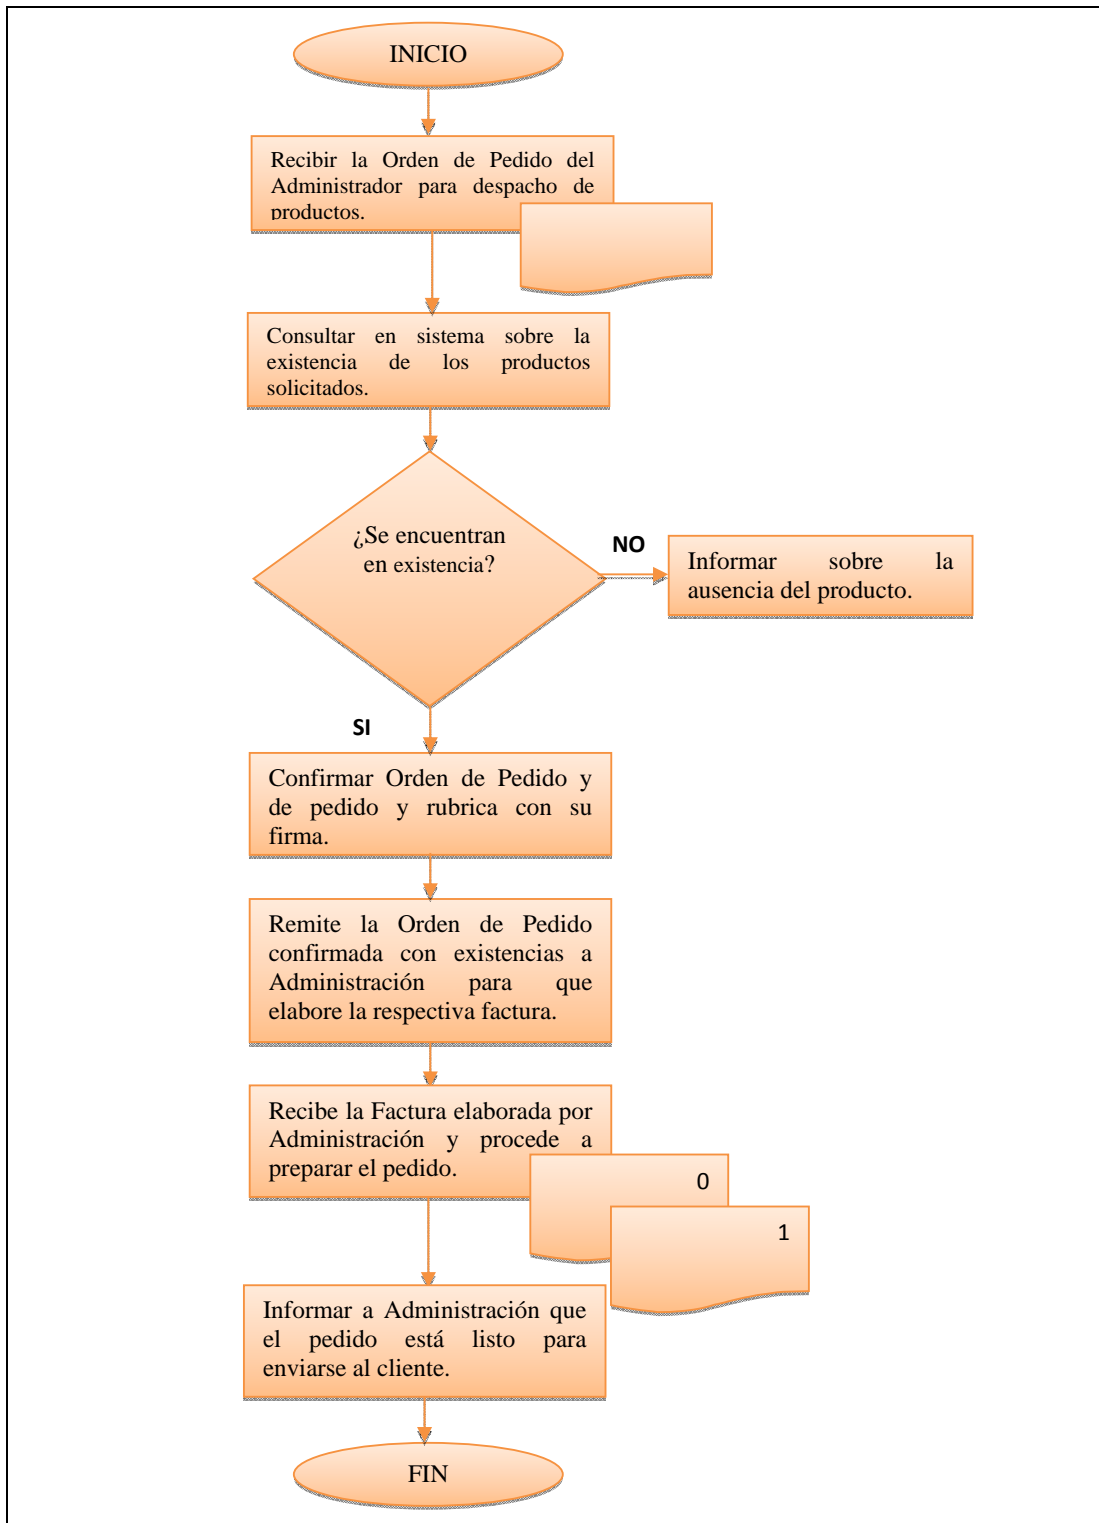 INICIO
Recibir la Orden de Pedido del
Administrador para despacho de
productos.
Consultar en sistema sobre la
existencia de los productos
solicitados.
¿Se encuentran
en existencia?
NO
Informar sobre la
ausencia del producto.
SI
Confirmar Orden de Pedido y
de pedido y rubrica con su
firma.
Remite la Orden de Pedido
confirmada con existencias a
Administración para que
elabore la respectiva factura.
Recibe la Factura elaborada por
Administración y procede a
preparar el pedido.
0
1
Informar a Administración que
el pedido está listo para
enviarse al cliente.
FIN